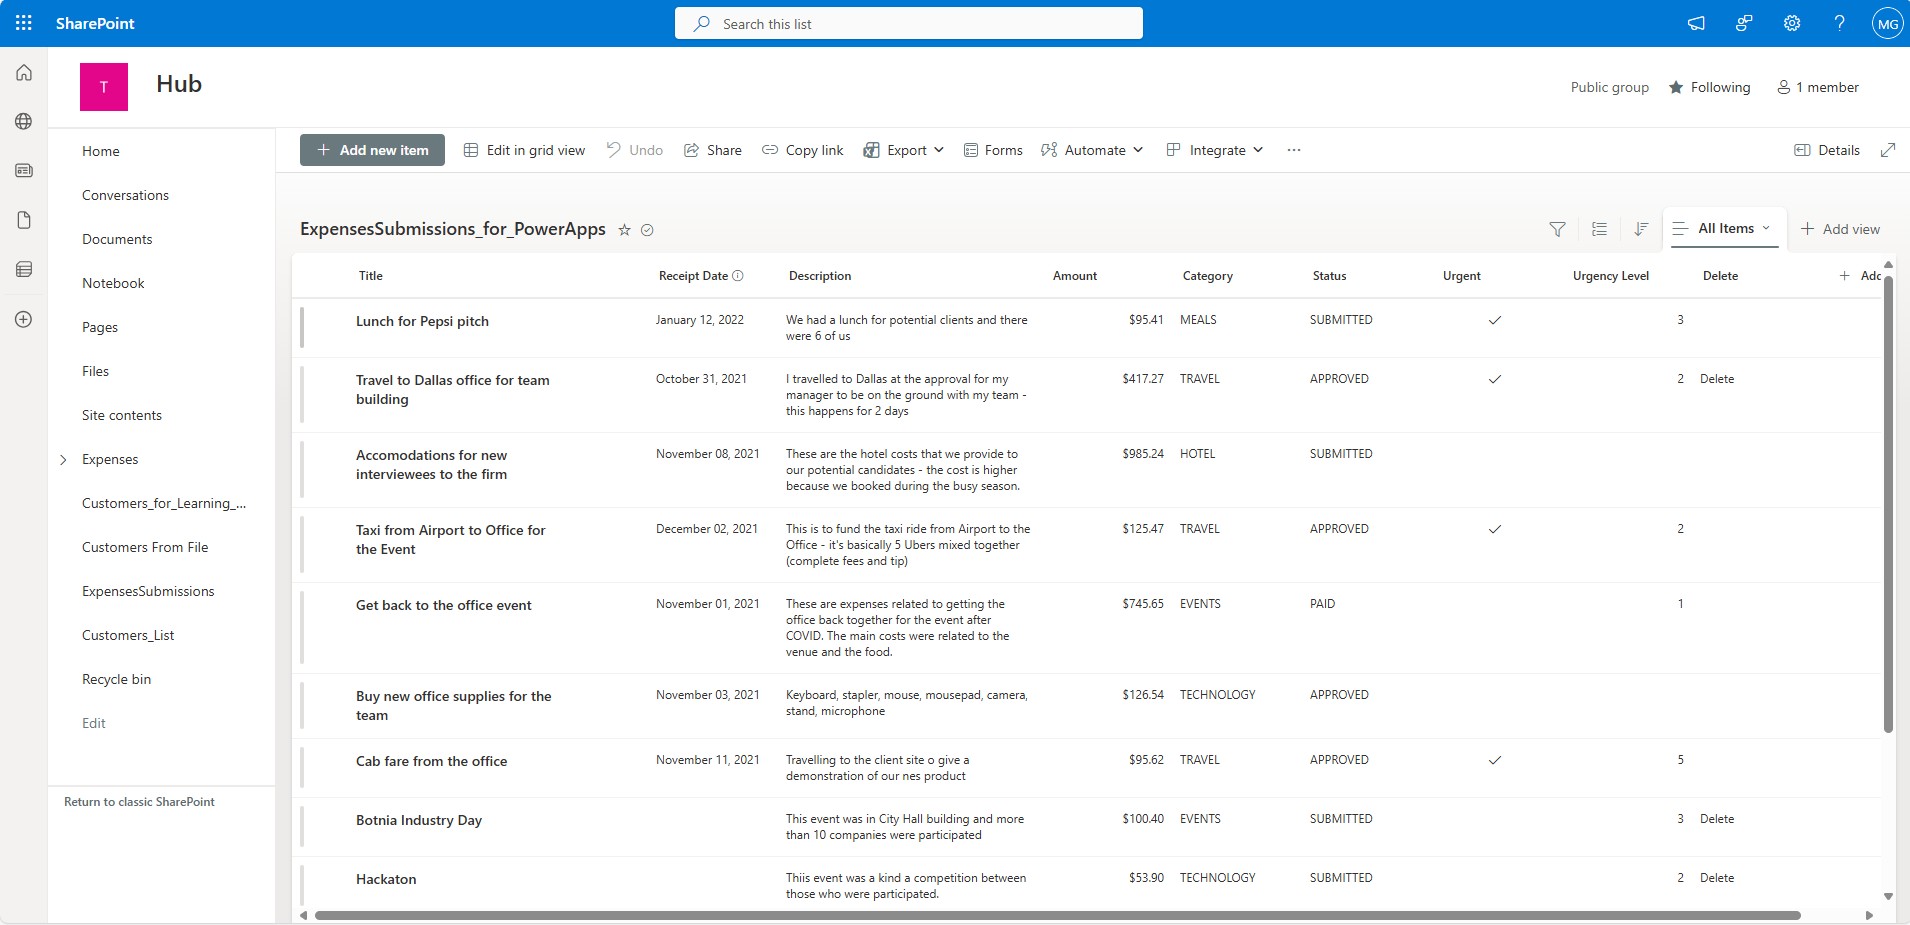 SharePoint
Search this list
MG
T
Hub
Public group
Following
1 member
Home
Conversations
Documents
Notebook
Pages
Files
Site contents
Expenses
Customers_for_Learning_...
Customers From File
ExpensesSubmissions
Customers_List
Recycle bin
Edit
Return to classic SharePoint
+ Add new item
Edit in grid view
Undo
Share
Copy link
Export
Forms
Automate
Integrate
...
Details
ExpensesSubmissions_for_PowerApps
All Items
+ Add view
Title Receipt Date Description Amount Category Status Urgent Urgency Level Delete + Add
Lunch for Pepsi pitch January 12, 2022 We had a lunch for potential clients and there $95.41 MEALS SUBMITTED ✓ 3
were 6 of us
Travel to Dallas office for team October 31, 2021 I travelled to Dallas at the approval for my $417.27 TRAVEL APPROVED ✓ 2 Delete
building manager to be on the ground with my team -
this happens for 2 days
Accomodations for new November 08, 2021 These are the hotel costs that we provide to $985.24 HOTEL SUBMITTED
interviewees to the firm our potential candidates - the cost is higher
because we booked during the busy season.
Taxi from Airport to Office for December 02, 2021 This is to fund the taxi ride from Airport to the $125.47 TRAVEL APPROVED ✓ 2
the Event Office - it's basically 5 Ubers mixed together
(complete fees and tip)
Get back to the office event November 01, 2021 These are expenses related to getting the $745.65 EVENTS PAID 1
office back together for the event after
COVID. The main costs were related to the
venue and the food.
Buy new office supplies for the November 03, 2021 Keyboard, stapler, mouse, mousepad, camera, $126.54 TECHNOLOGY APPROVED
team stand, microphone
Cab fare from the office November 11, 2021 Travelling to the client site o give a $95.62 TRAVEL APPROVED ✓ 5
demonstration of our nes product
Botnia Industry Day This event was in City Hall building and more $100.40 EVENTS SUBMITTED 3 Delete
than 10 companies were participated
Hackaton Thiis event was a kind a competition between $53.90 TECHNOLOGY SUBMITTED 2 Delete
those who were participated.